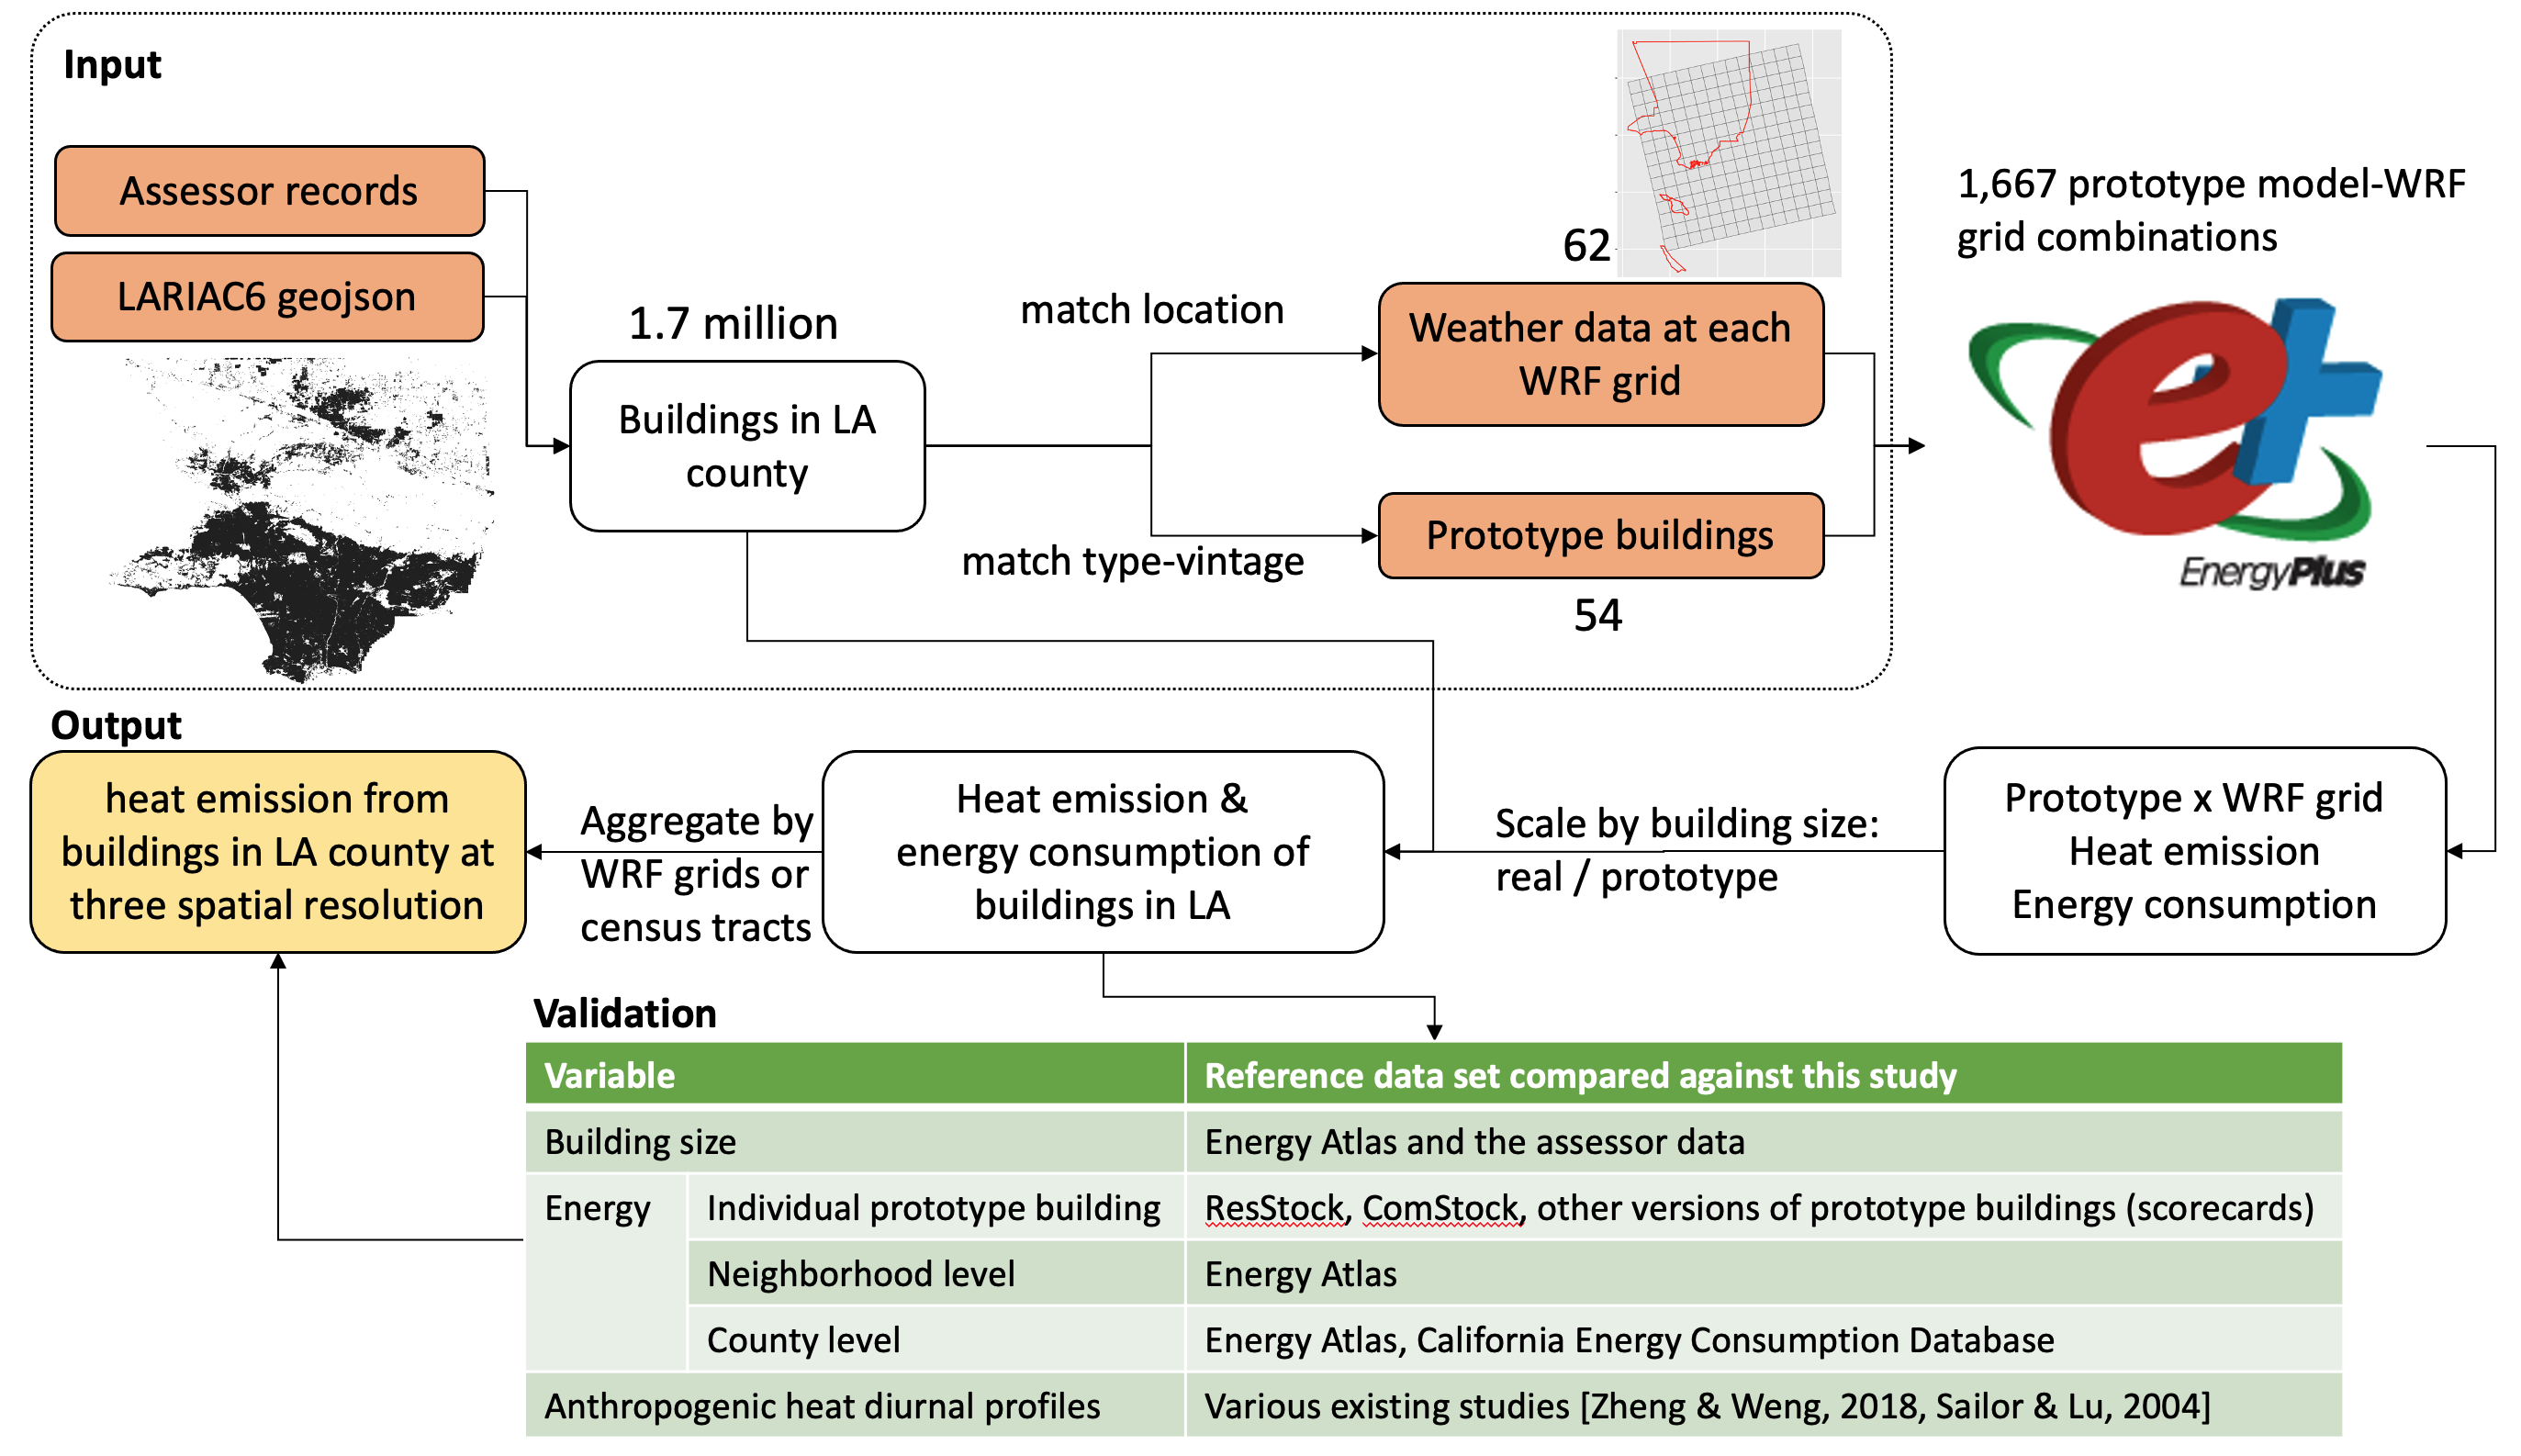 Input
Assessor records
LARIAC6 geojson
1.7 million
Buildings in LA
county
match location
match type-vintage
62
Weather data at each
WRF grid
Prototype buildings
54
1,667 prototype model-WRF
grid combinations
e+
EnergyPlus
Output
heat emission from
buildings in LA county at
three spatial resolution
Aggregate by
WRF grids or
census tracts
Heat emission &
energy consumption of
buildings in LA
Scale by building size:
real / prototype
Prototype x WRF grid
Heat emission
Energy consumption
Validation
Variable
Reference data set compared against this study
Building size
Energy Atlas and the assessor data
Energy
Individual prototype building
ResStock, ComStock, other versions of prototype buildings (scorecards)
Neighborhood level
Energy Atlas
County level
Energy Atlas, California Energy Consumption Database
Anthropogenic heat diurnal profiles
Various existing studies [Zheng & Weng, 2018, Sailor & Lu, 2004]